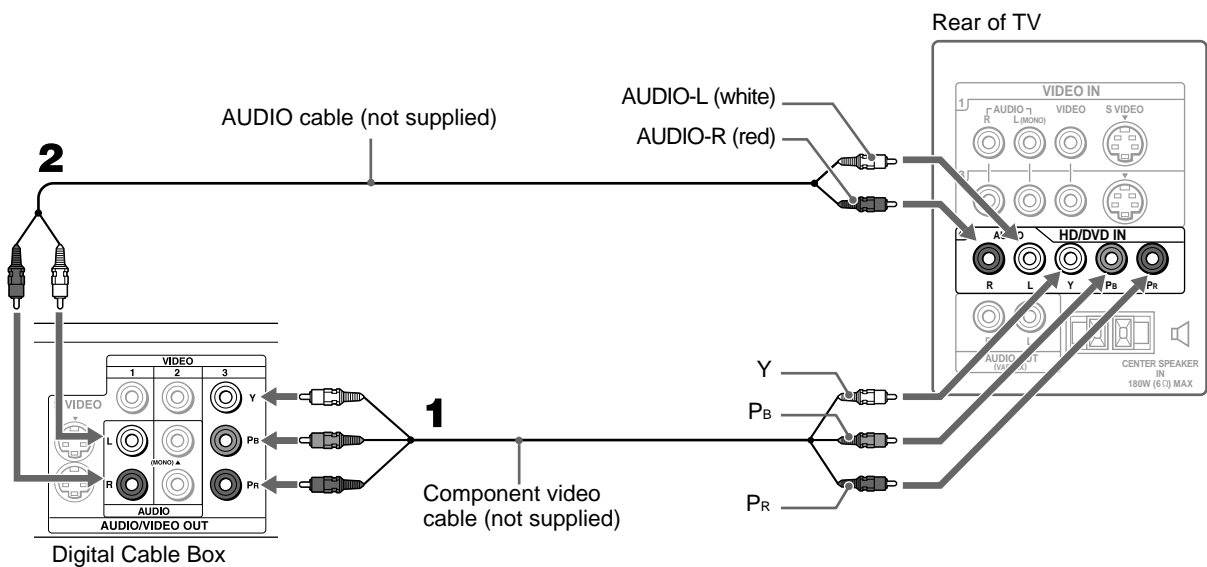 Rear of TV
VIDEO IN
1
AUDIO
R
L (MONO)
VIDEO
S VIDEO
3
HD/DVD IN
R
L
Y
PB
PR
L
AUDIO OUT
CENTER SPEAKER
IN
180W (6Ω) MAX
AUDIO-L (white)
AUDIO-R (red)
AUDIO cable (not supplied)
2
VIDEO
1
2
3
VIDEO
Y
L
PB
(MONO)
R
PR
AUDIO
AUDIO/VIDEO OUT
Digital Cable Box
1
Component video
cable (not supplied)
Y
PB
PR